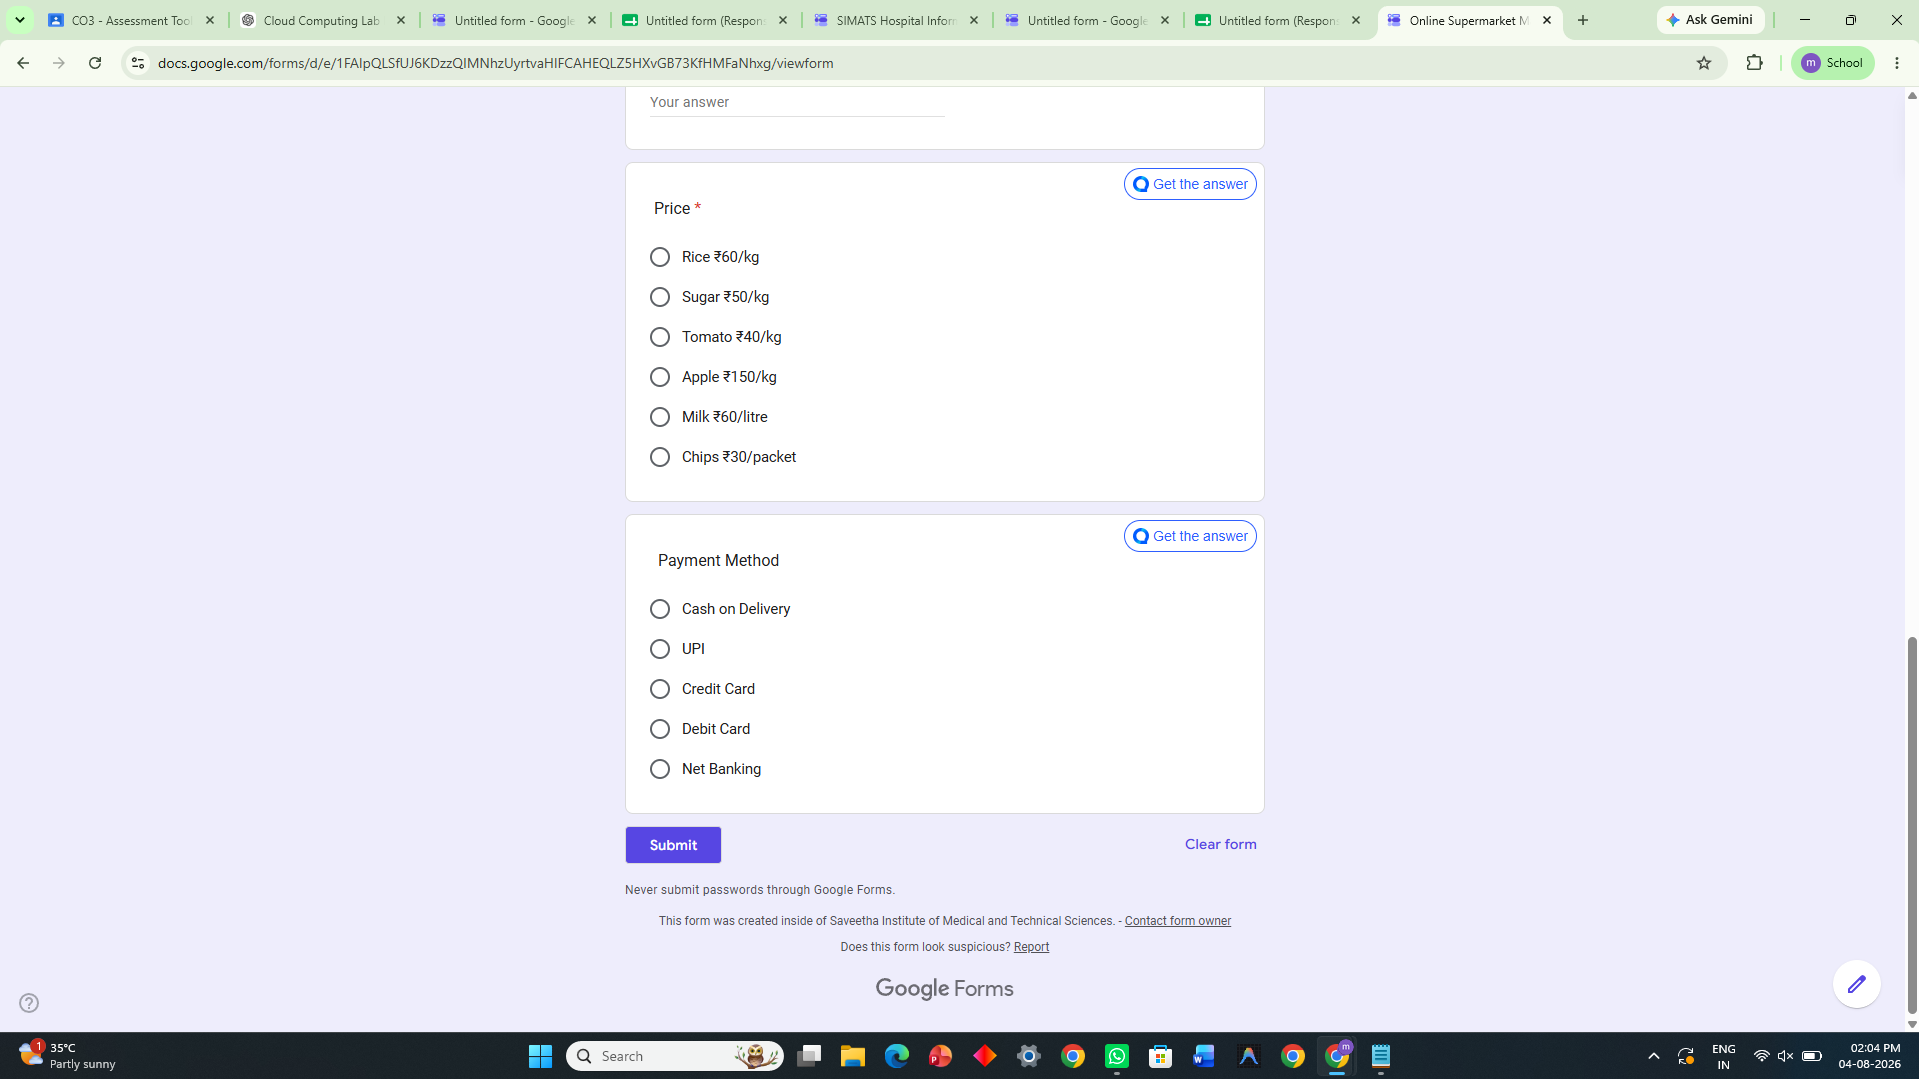 CO3 - Assessment Tool
Cloud Computing Lab
Untitled form - Google
Untitled form (Respon
SIMATS Hospital Inform
Untitled form - Google
Untitled form (Respon
Online Supermarket M
Ask Gemini
docs.google.com/forms/d/e/1FAIpQLSfUJ6KDzzQIMNhzUyrtvaHIFCAHEQLZ5HXvGB73KfHMFaNhxg/viewform
m School
Your answer
Get the answer
Price *
Rice ₹60/kg
Sugar ₹50/kg
Tomato ₹40/kg
Apple ₹150/kg
Milk ₹60/litre
Chips ₹30/packet
Get the answer
Payment Method
Cash on Delivery
UPI
Credit Card
Debit Card
Net Banking
Submit
Clear form
Never submit passwords through Google Forms.
This form was created inside of Saveetha Institute of Medical and Technical Sciences. - Contact form owner
Does this form look suspicious? Report
Google Forms
1
35°C
Partly sunny
Search
m
ENG
IN
02:04 PM
04-08-2026